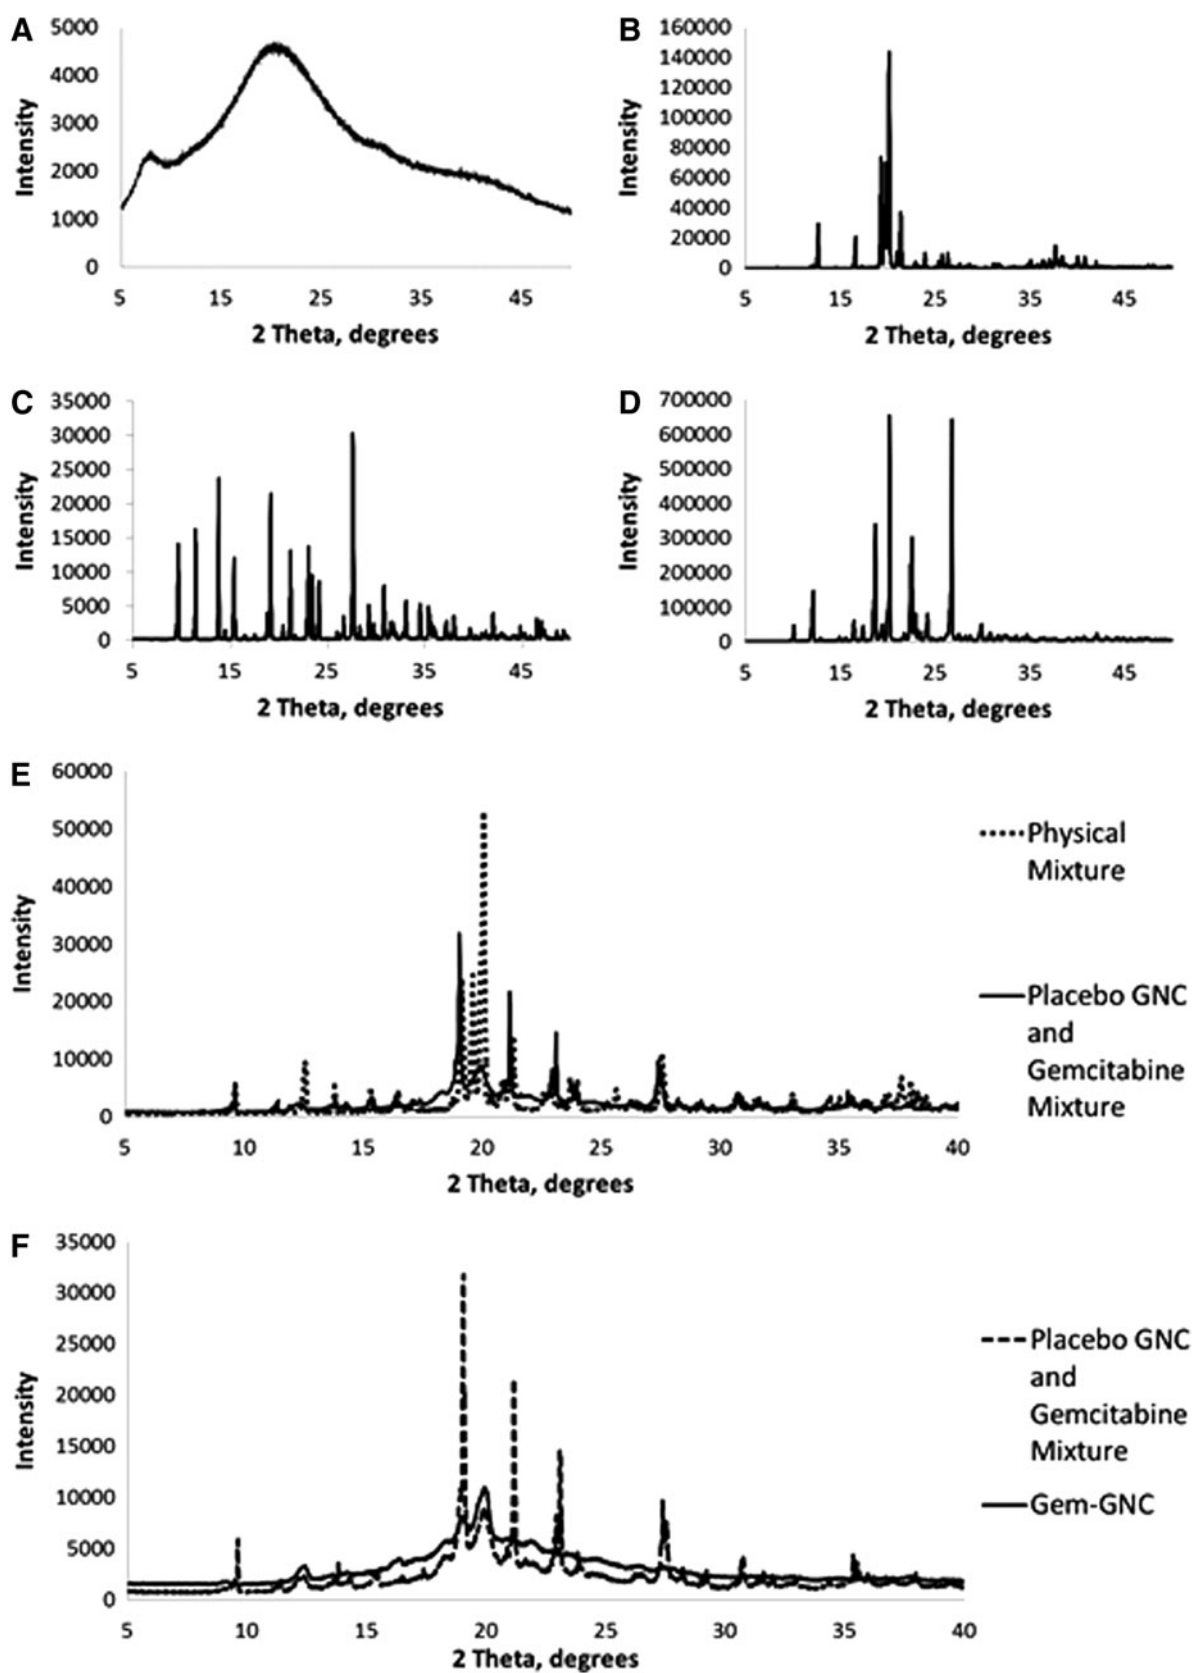 A
5000
4000
3000
2000
1000
0
Intensity
5 15 25 35 45
2 Theta, degrees
B
160000
140000
120000
100000
80000
60000
40000
20000
0
Intensity
5 15 25 35 45
2 Theta, degrees
C
35000
30000
25000
20000
15000
10000
5000
0
Intensity
5 15 25 35 45
2 Theta, degrees
D
700000
600000
500000
400000
300000
200000
100000
0
Intensity
5 15 25 35 45
2 Theta, degrees
E
60000
50000
40000
30000
20000
10000
0
Intensity
5 10 15 20 25 30 35 40
2 Theta, degrees
Physical
Mixture
Placebo GNC
and
Gemcitabine
Mixture
F
35000
30000
25000
20000
15000
10000
5000
0
Intensity
5 10 15 20 25 30 35 40
2 Theta, degrees
Placebo GNC
and
Gemcitabine
Mixture
Gem-GNC